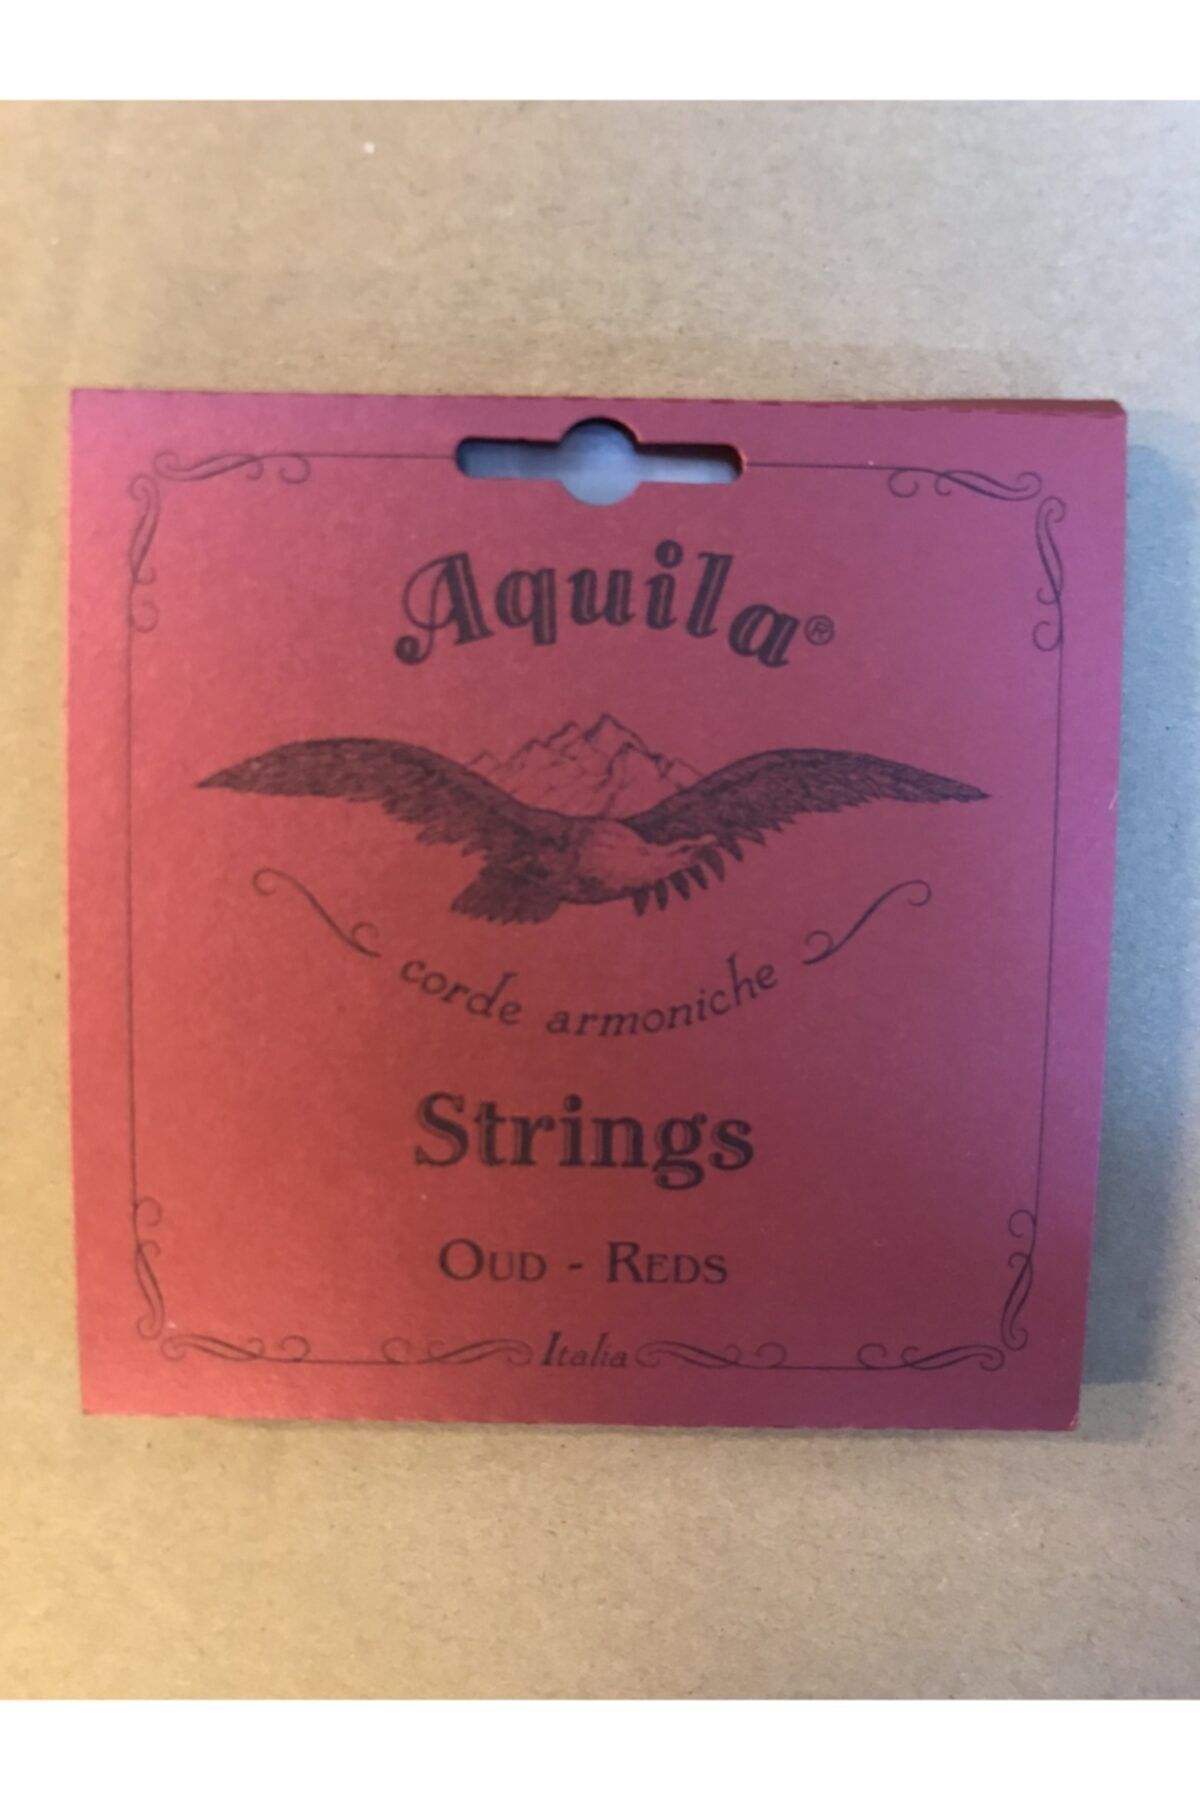 Aquila®
corde armoniche
Strings
OUD - REDS
Italia